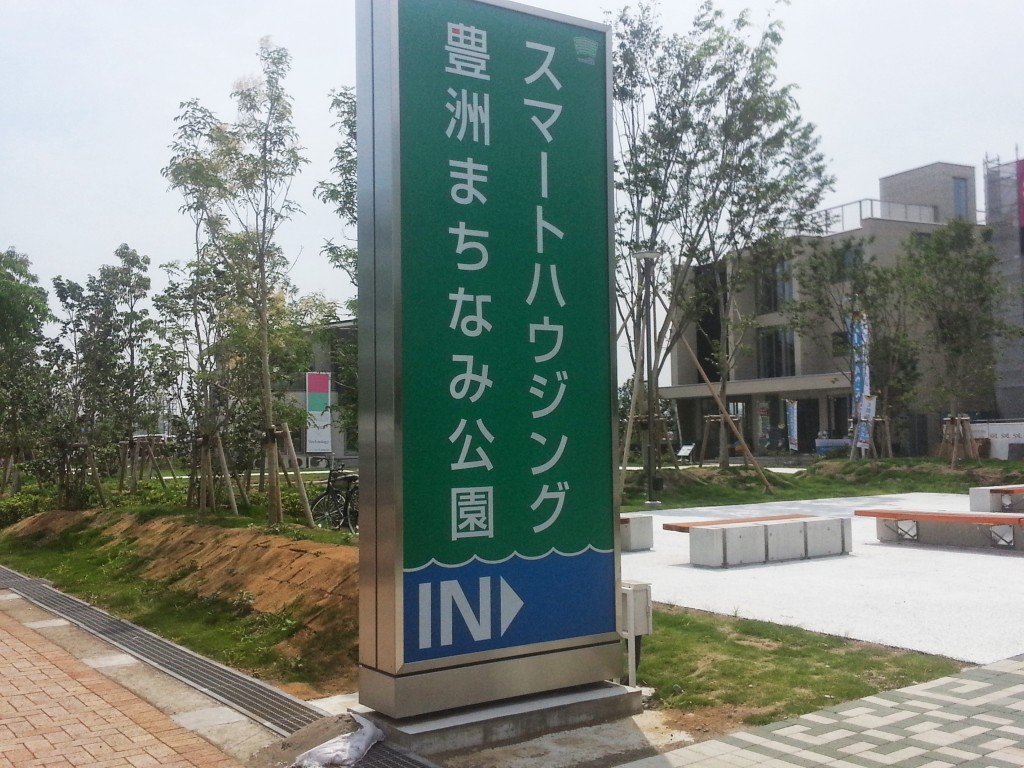 スマートハウジング
豊洲まちなみ公園
IN